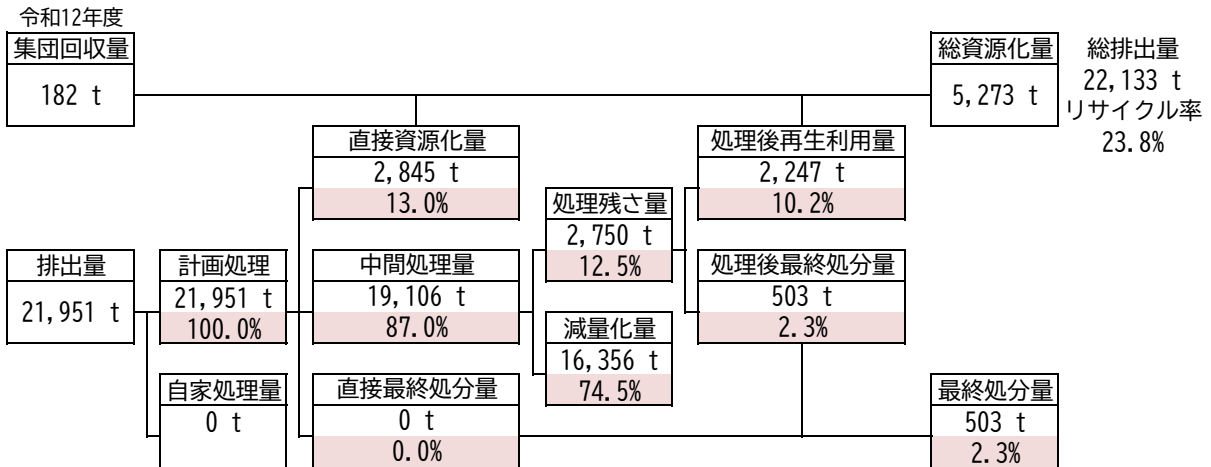 令和12年度
集団回収量
182 t
総資源化量
5,273 t
総排出量
22,133 t
リサイクル率
23.8%
直接資源化量
2,845 t
13.0%
処理後再生利用量
2,247 t
10.2%
処理残さ量
2,750 t
12.5%
排出量
21,951 t
計画処理
21,951 t
100.0%
中間処理量
19,106 t
87.0%
処理後最終処分量
503 t
2.3%
減量化量
16,356 t
74.5%
自家処理量
0 t
直接最終処分量
0 t
0.0%
最終処分量
503 t
2.3%